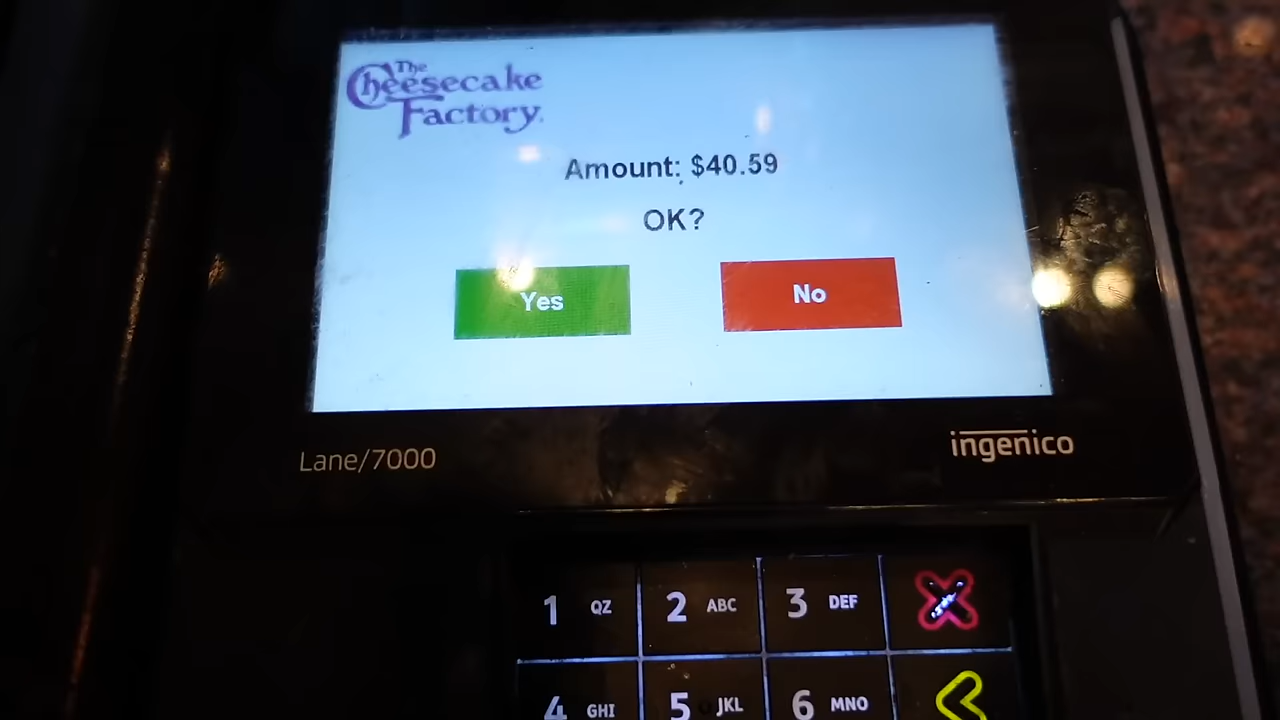 The
Cheesecake
Factory.
Amount: $40.59
OK?
Yes No
Lane/7000 ingenico
1 QZ 2 ABC 3 DEF
4 GHI 5 JKL 6 MNO